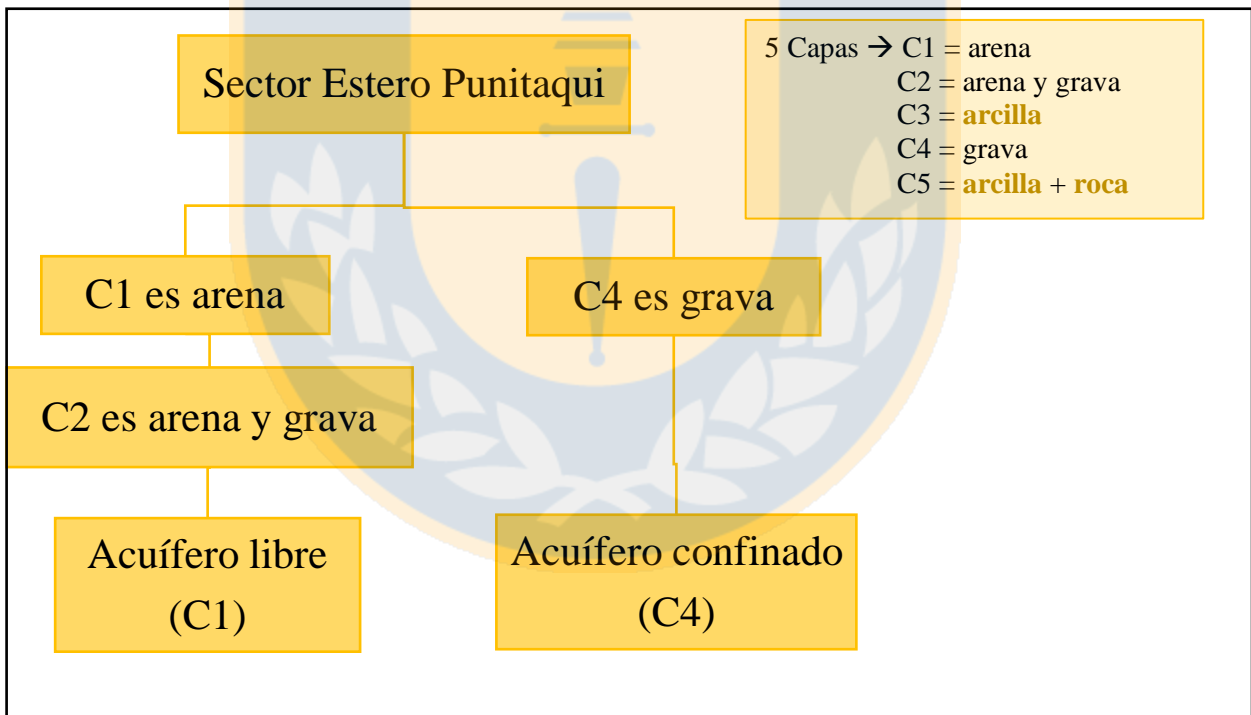 Sector Estero Punitaqui
5 Capas → C1 = arena
C2 = arena y grava
C3 = arcilla
C4 = grava
C5 = arcilla + roca
C1 es arena
C4 es grava
C2 es arena y grava
Acuífero libre
(C1)
Acuífero confinado
(C4)